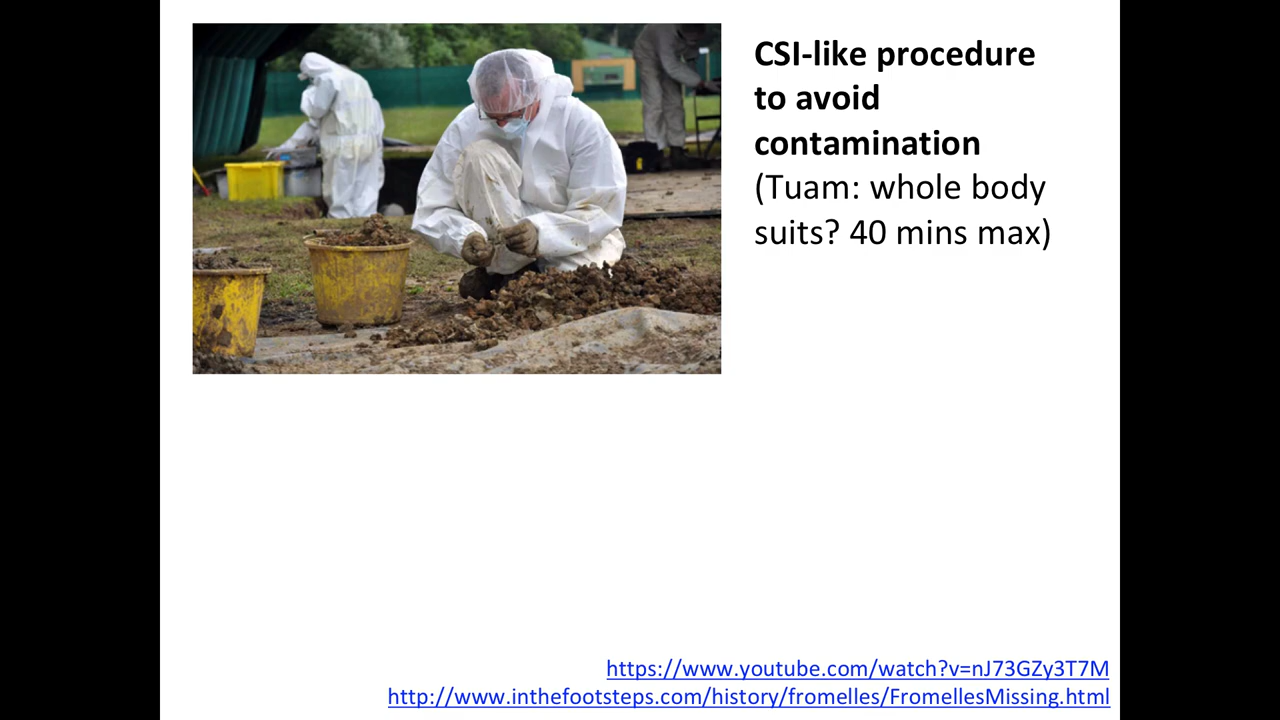 CSI-like procedure
to avoid
contamination
(Tuam: whole body
suits? 40 mins max)
https://www.youtube.com/watch?v=nJ73GZy3T7M
http://www.inthefootsteps.com/history/fromelles/FromellesMissing.html